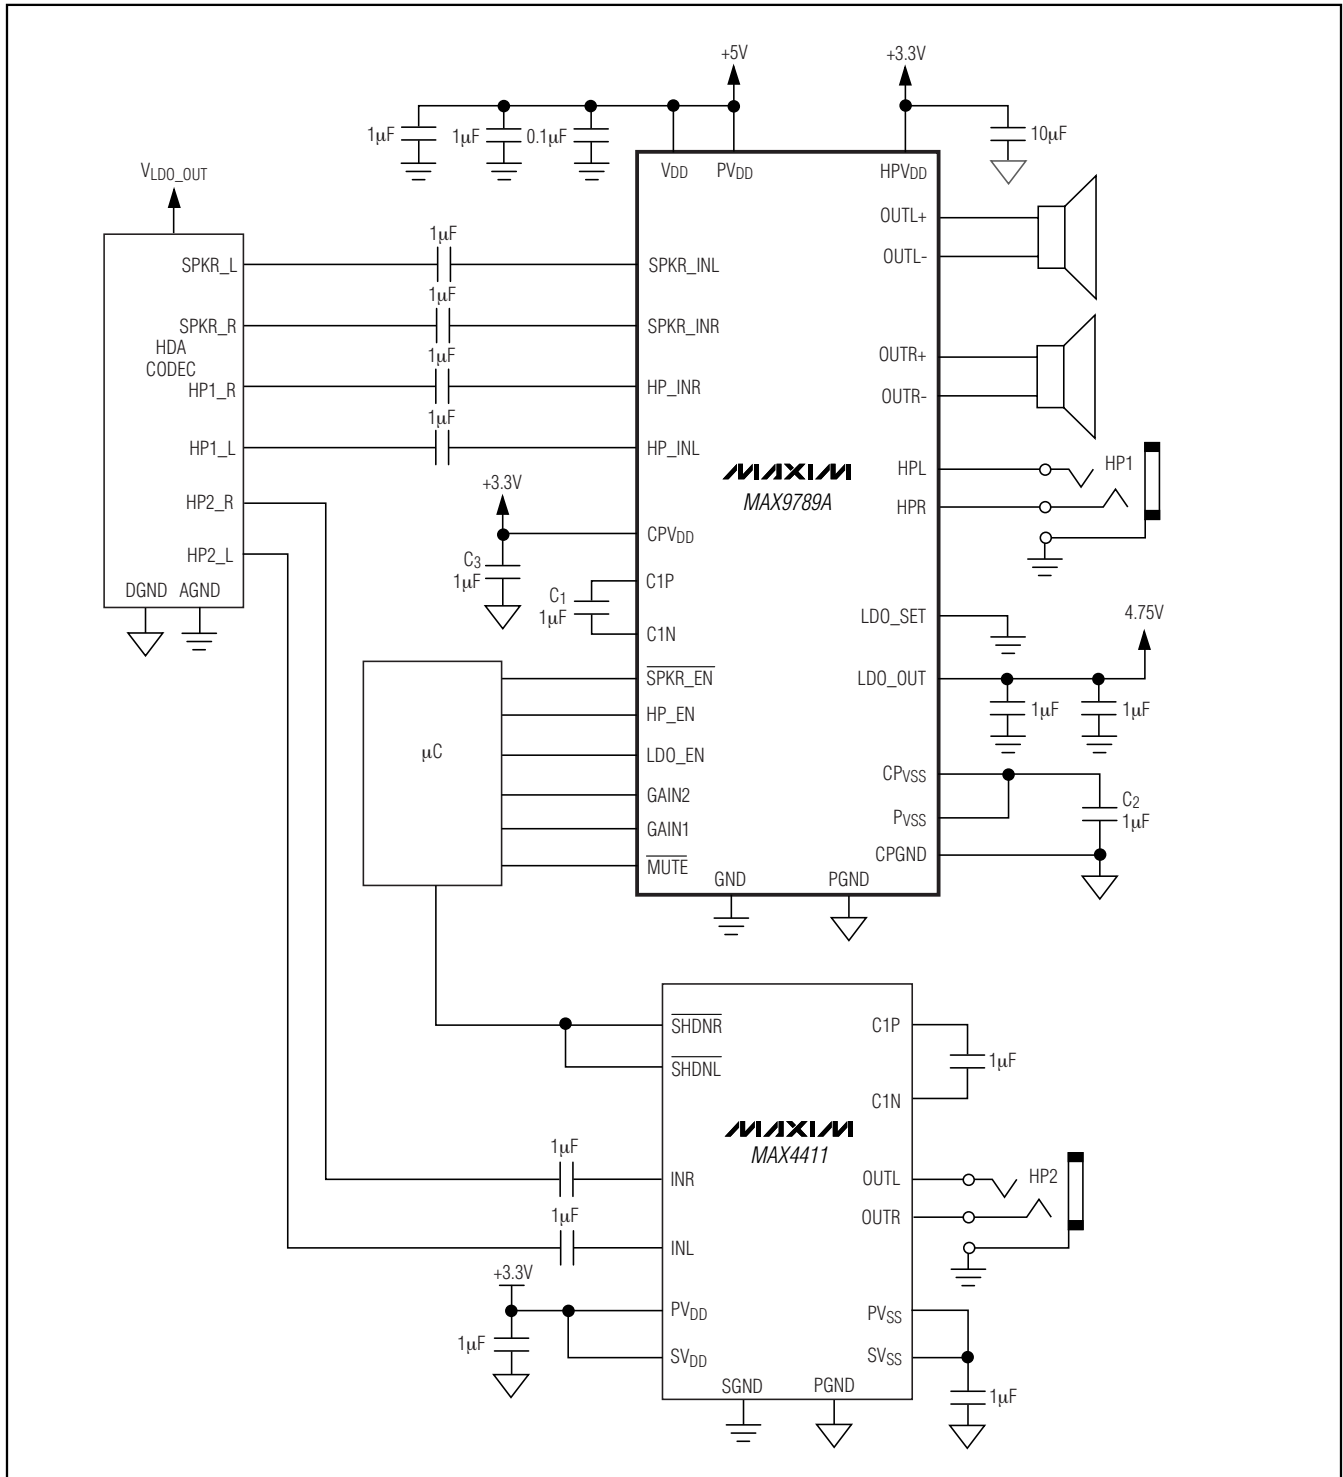 +5V
+3.3V
1µF
1µF
0.1µF
10µF
VDD
PVDD
HPVDD
VLDO_OUT
OUTL+
OUTL-
1µF
SPKR_L
SPKR_INL
1µF
SPKR_R
SPKR_INR
HDA
CODEC
1µF
OUTR+
HP1_R
HP_INR
OUTR-
1µF
HP1_L
HP_INL
MAXIM
MAX9789A
HPL
HP1
+3.3V
HP2_R
HPR
CPVDD
HP2_L
C3
1µF
DGND
AGND
C1P
C1
1µF
C1N
LDO_SET
4.75V
SPKR_EN
LDO_OUT
HP_EN
1µF
1µF
µC
LDO_EN
CPVSS
GAIN2
C2
1µF
PVSS
GAIN1
CPGND
MUTE
GND
PGND
SHDNR
C1P
SHDNL
1µF
C1N
MAXIM
MAX4411
1µF
INR
OUTL
HP2
1µF
OUTR
INL
+3.3V
PVDD
PVSS
1µF
SVDD
SVSS
SGND
PGND
1µF